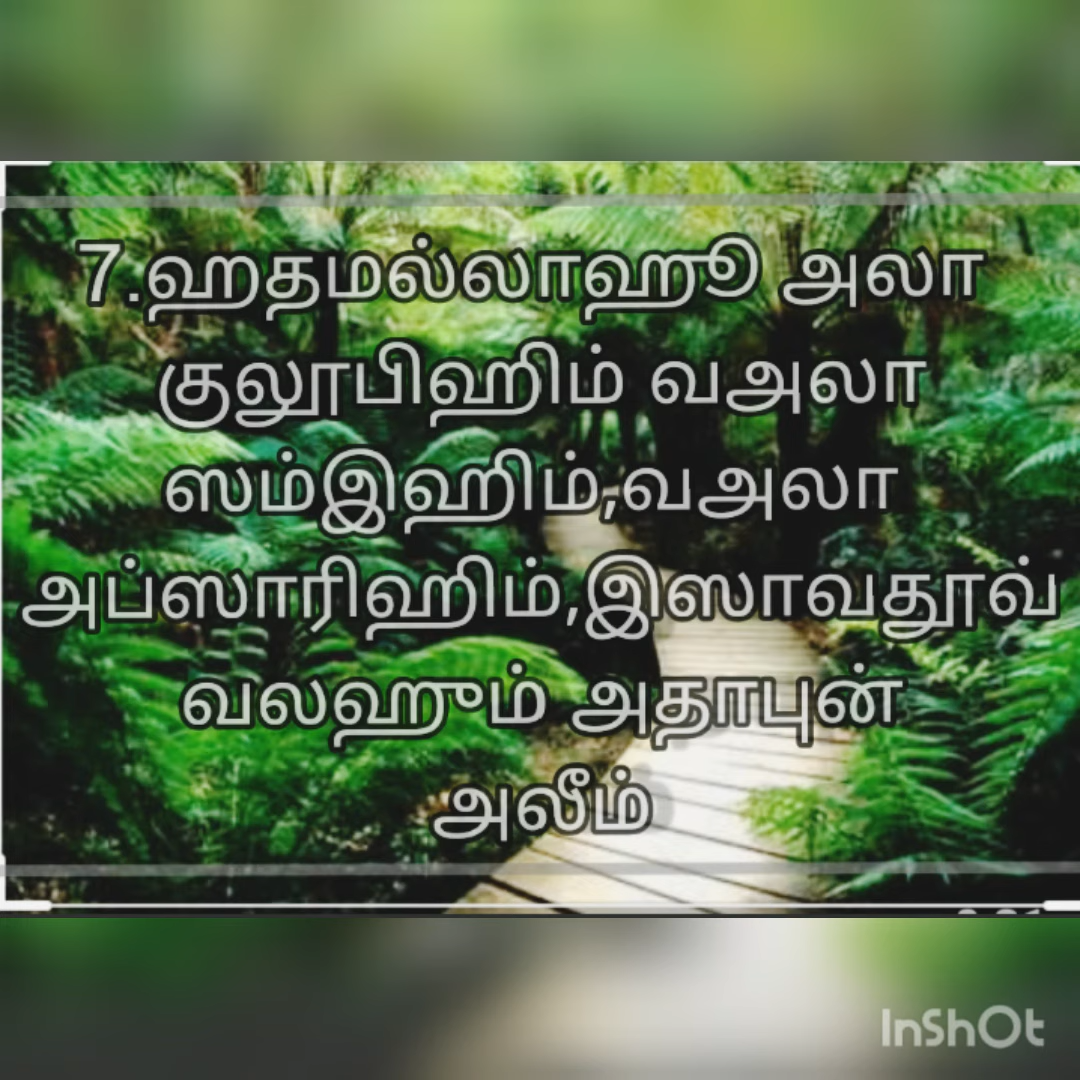 7.ஹதமல்லாஹூ அலா
குலூபிஹிம் வஅலா
ஸம்இஹிம்,வஅலா
அப்ஸாரிஹிம்,இஸாவதூவ்
வலஹும் அதாபுன்
அலீம்
InShOt